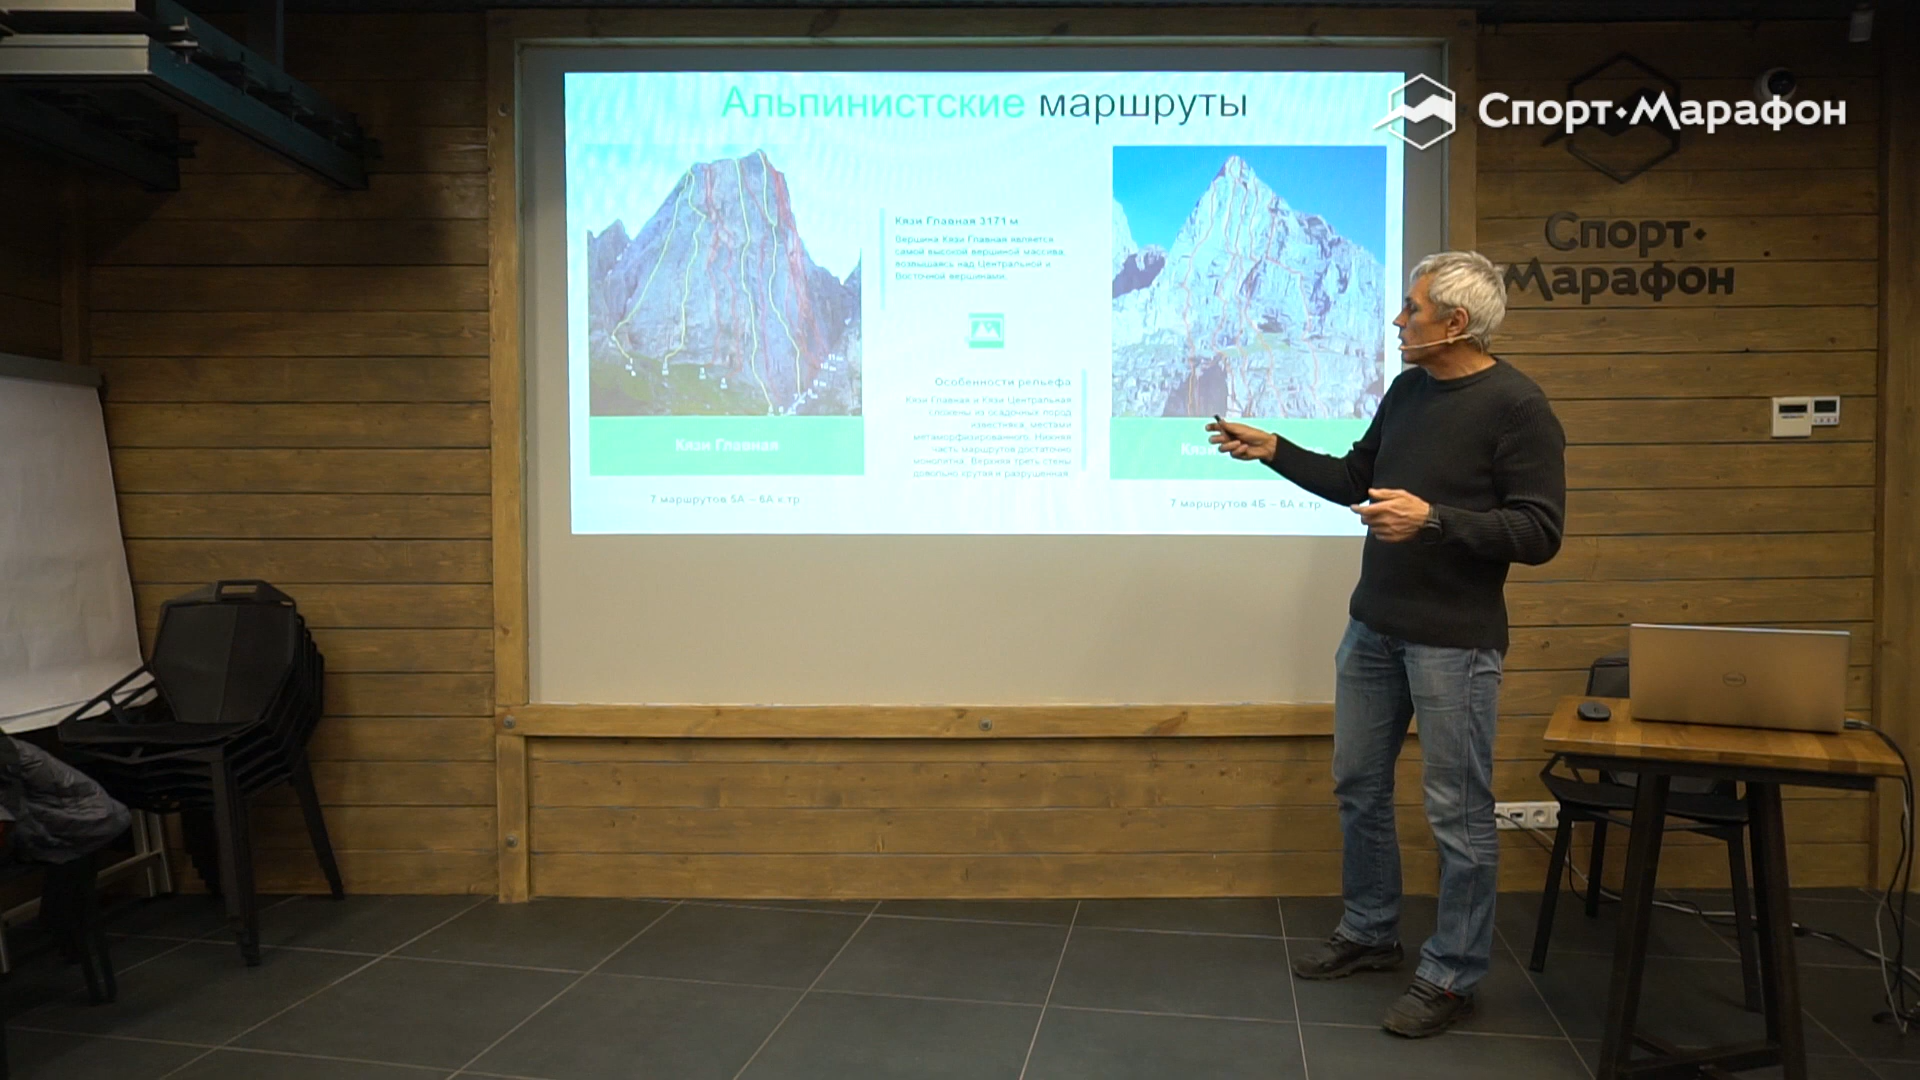 Альпинистские маршруты
Спорт-Марафон
Спорт-
Марафон
Кязи Главная 3171 м
Вершина Кязи Главная является
самой высокой вершиной массива,
возвышаясь над Центральной и
Восточной вершинами.
Особенности рельефа
Кязи Главная и Кязи Центральная
сложены из осадочных пород
известняка, местами
метаморфизированного. Нижняя
часть маршрутов достаточно
монолитна. Верхняя треть стены
довольно крутая и разрушенная.
Кязи Главная
Кязи
7 маршрутов 5А – 6А к.тр
7 маршрутов 4Б – 6А к.тр
DELL